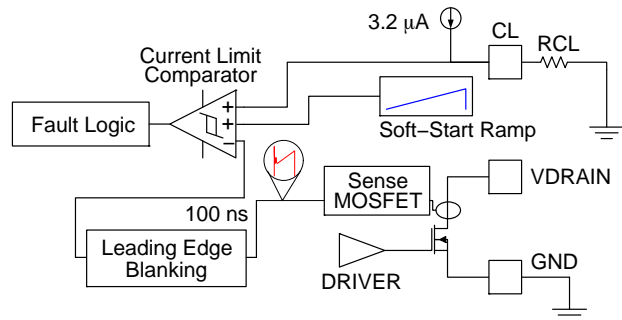 3.2 μA
CL
RCL
Current Limit
Comparator
+
+
−
Fault Logic
Soft−Start Ramp
Sense
MOSFET
VDRAIN
100 ns
Leading Edge
Blanking
DRIVER
GND